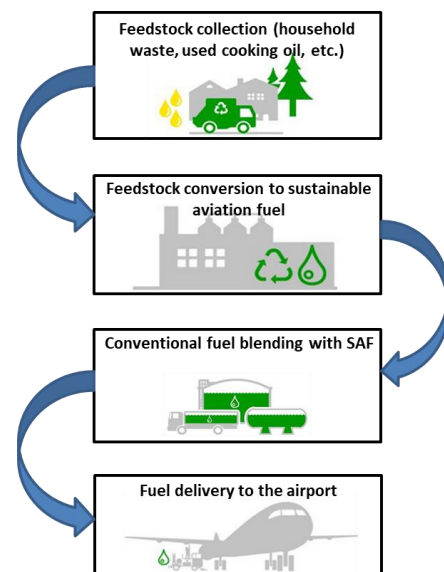 Feedstock collection (household
waste, used cooking oil, etc.)
Feedstock conversion to sustainable
aviation fuel
Conventional fuel blending with SAF
Fuel delivery to the airport